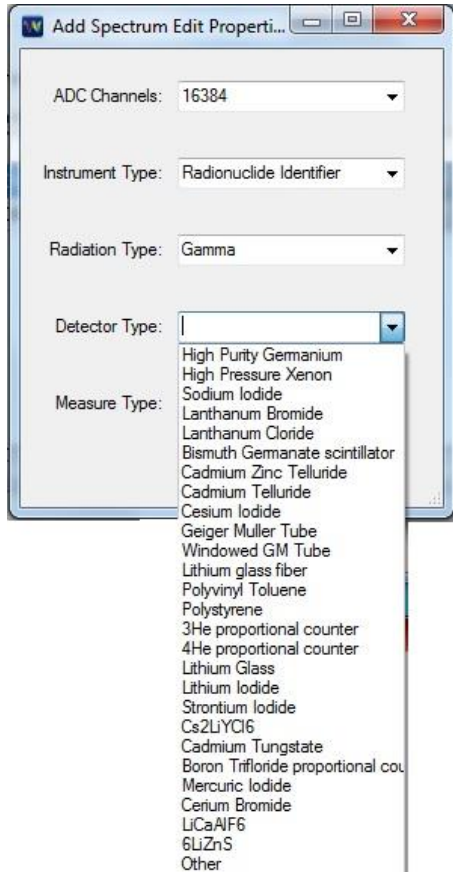 Add Spectrum Edit Properti...
ADC Channels: 16384
Instrument Type: Radionuclide Identifier
Radiation Type: Gamma
Detector Type:
High Purity Germanium
High Pressure Xenon
Sodium Iodide
Measure Type:
Lanthanum Bromide
Lanthanum Cloride
Bismuth Germanate scintillator
Cadmium Zinc Telluride
Cadmium Telluride
Cesium Iodide
Geiger Muller Tube
Windowed GM Tube
Lithium glass fiber
Polyvinyl Toluene
Polystyrene
3He proportional counter
4He proportional counter
Lithium Glass
Lithium Iodide
Strontium Iodide
Cs2LiYCl6
Cadmium Tungstate
Boron Trifloride proportional cou
Mercuric Iodide
Cerium Bromide
LiCaAlF6
6LiZnS
Other